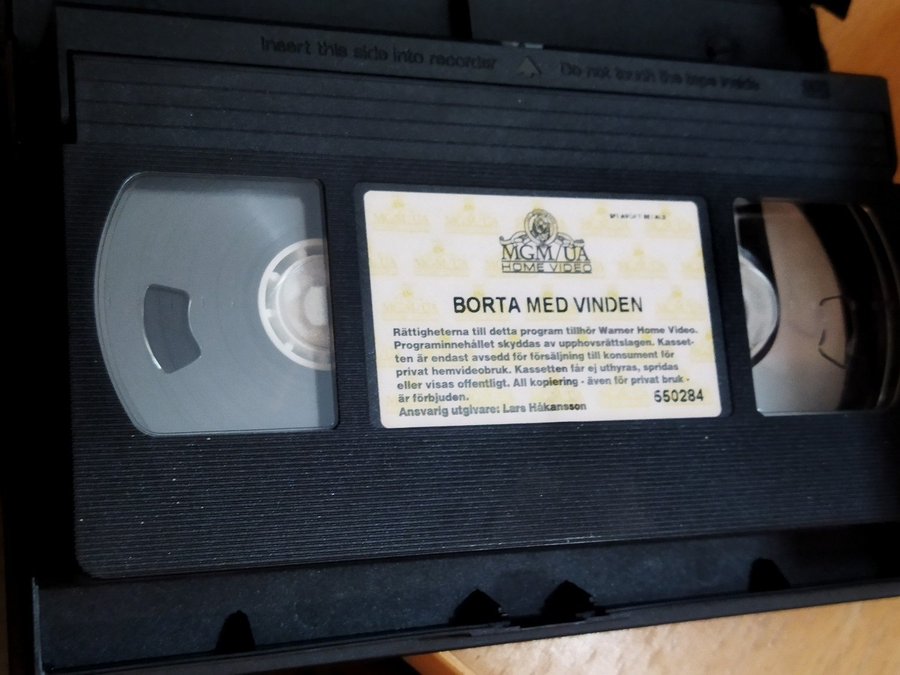 Insert this side into recorder Do not touch the tape inside
MGM/UA
HOME VIDEO
BORTA MED VINDEN
Rättigheterna till detta program tillhör Warner Home Video.
Programinnehållet skyddas av upphovsrättslagen. Kasset-
ten är endast avsedd för försäljning till konsument för
privat hemvideobruk. Kassetten får ej uthyras, spridas
eller visas offentligt. All kopiering - även för privat bruk -
är förbjuden.
550284
Ansvarig utgivare: Lars Håkansson